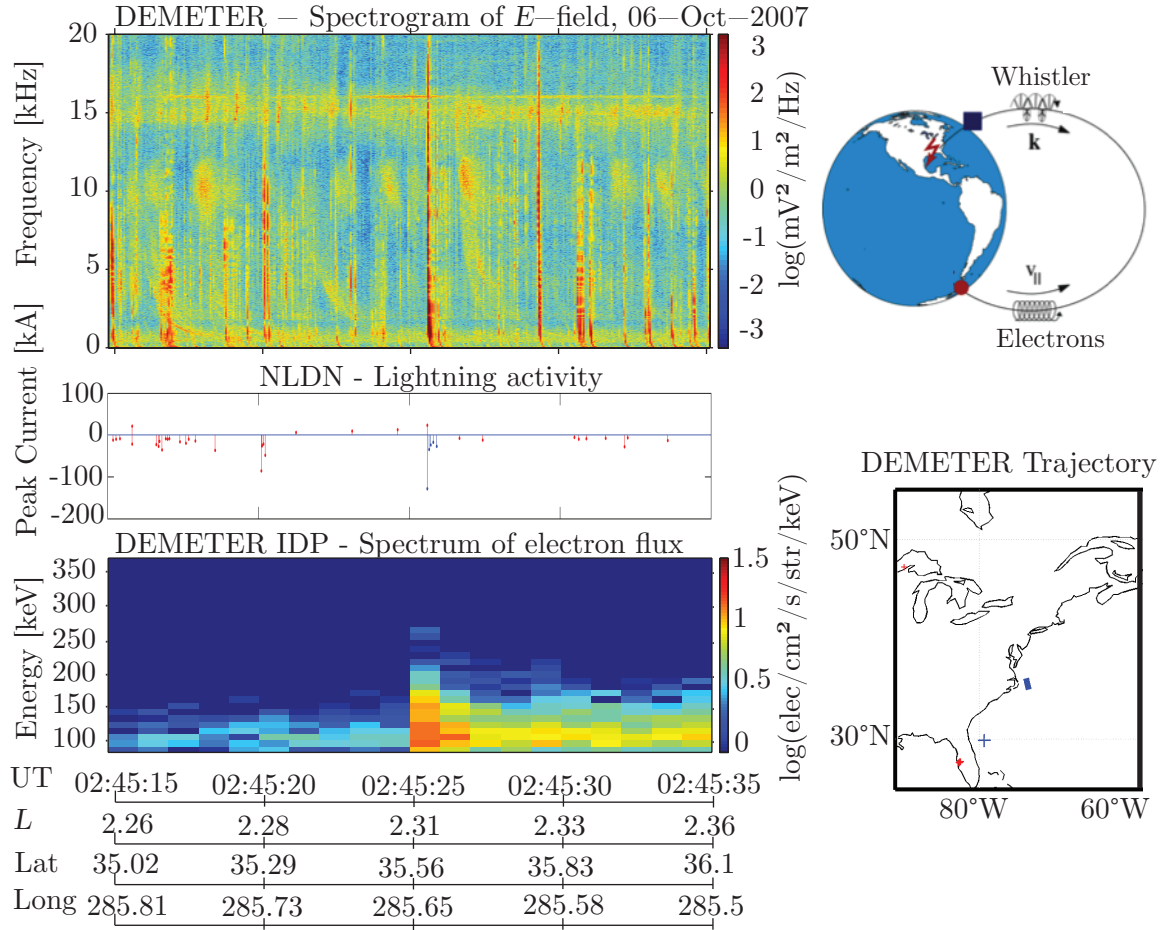 DEMETER – Spectrogram of E–field, 06–Oct–2007
Frequency [kHz]
20
15
10
5
0
3
2
1
0
-1
-2
-3
log(mV²/m²/Hz)
Whistler
k
v||
Electrons
NLDN - Lightning activity
Peak Current [kA]
100
0
-100
-200
DEMETER IDP - Spectrum of electron flux
Energy [keV]
350
300
250
200
150
100
1.5
1
0.5
0
log(elec/cm²/s/str/keV)
DEMETER Trajectory
50°N
30°N
80°W 60°W
UT 02:45:15 02:45:20 02:45:25 02:45:30 02:45:35
L 2.26 2.28 2.31 2.33 2.36
Lat 35.02 35.29 35.56 35.83 36.1
Long 285.81 285.73 285.65 285.58 285.5